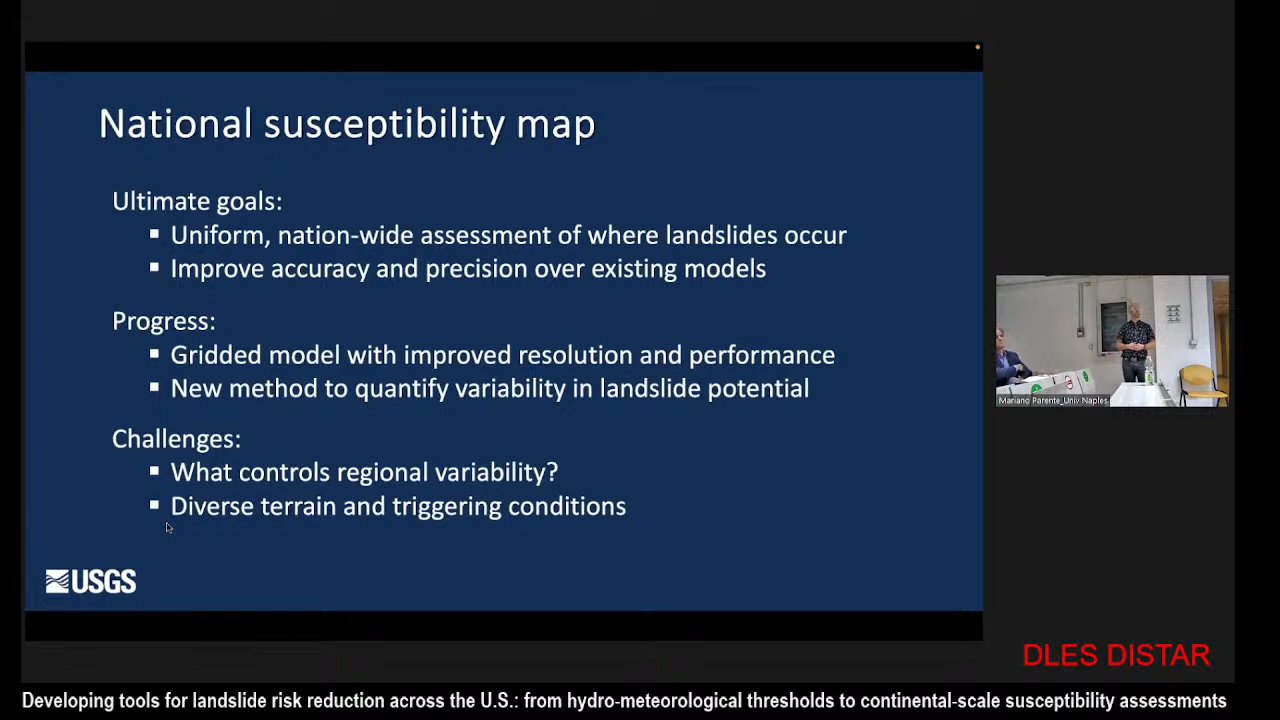 National susceptibility map
Ultimate goals:
▪ Uniform, nation-wide assessment of where landslides occur
▪ Improve accuracy and precision over existing models
Progress:
▪ Gridded model with improved resolution and performance
▪ New method to quantify variability in landslide potential
Challenges:
▪ What controls regional variability?
▪ Diverse terrain and triggering conditions
USGS
Mariano Parente_Univ Naples
DLES DISTAR
Developing tools for landslide risk reduction across the U.S.: from hydro-meteorological thresholds to continental-scale susceptibility assessments